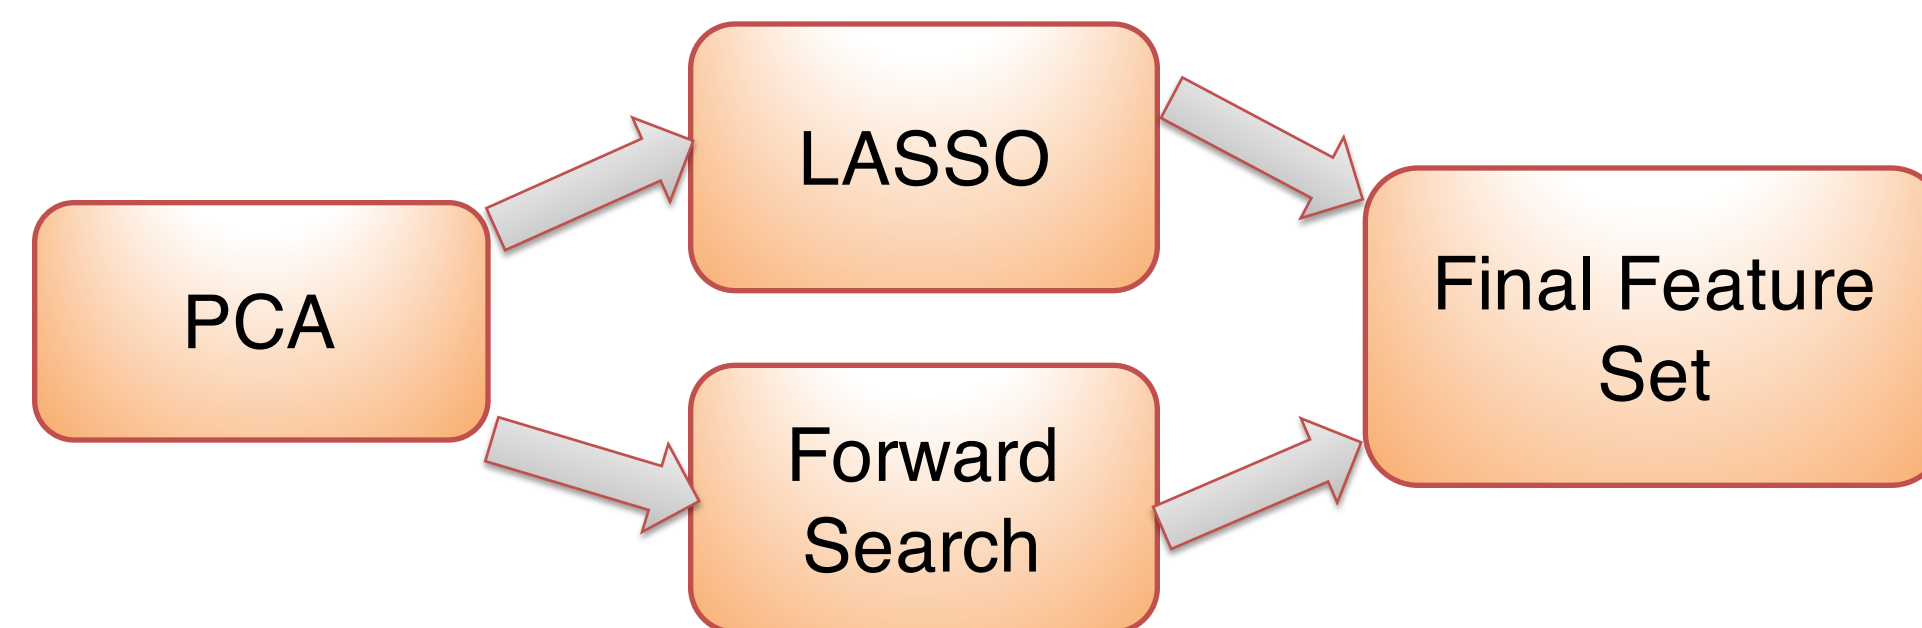 PCA
LASSO
Forward
Search
Final Feature
Set